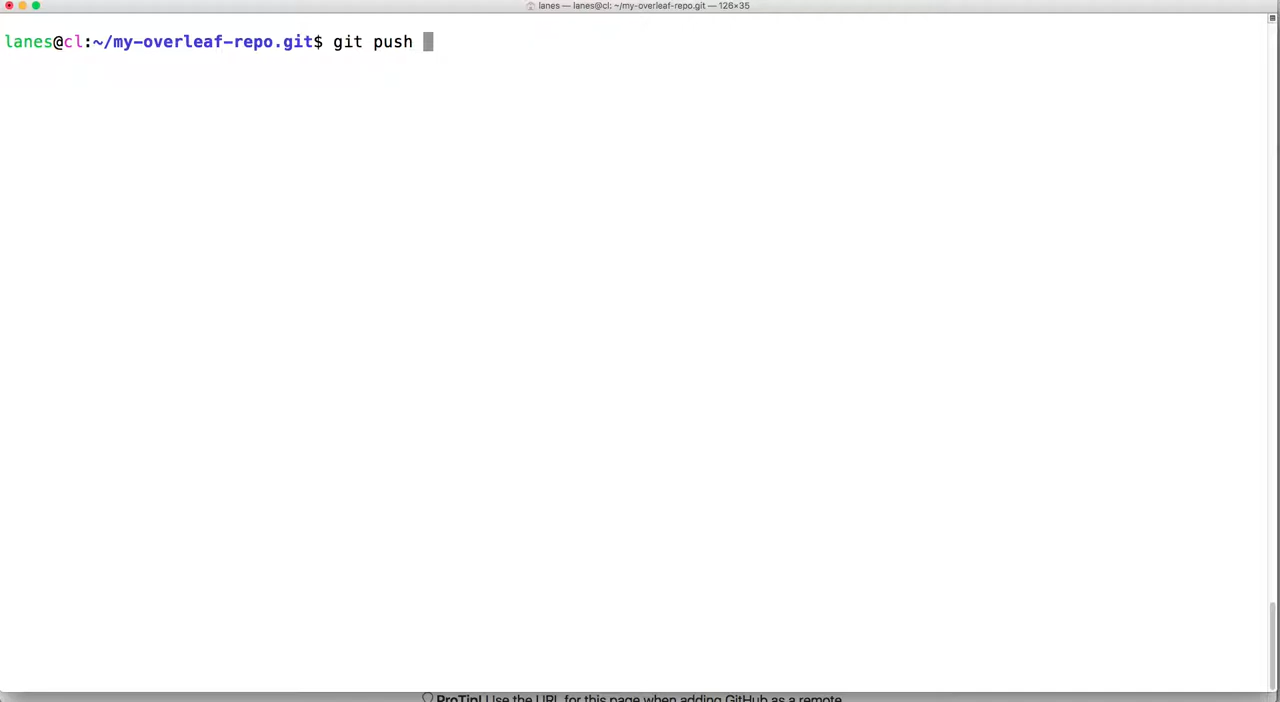 lanes — lanes@cl: ~/my-overleaf-repo.git — 126×35
lanes@cl:~/my-overleaf-repo.git$ git push
ProTip! Use the URL for this page when adding GitHub as a remote.